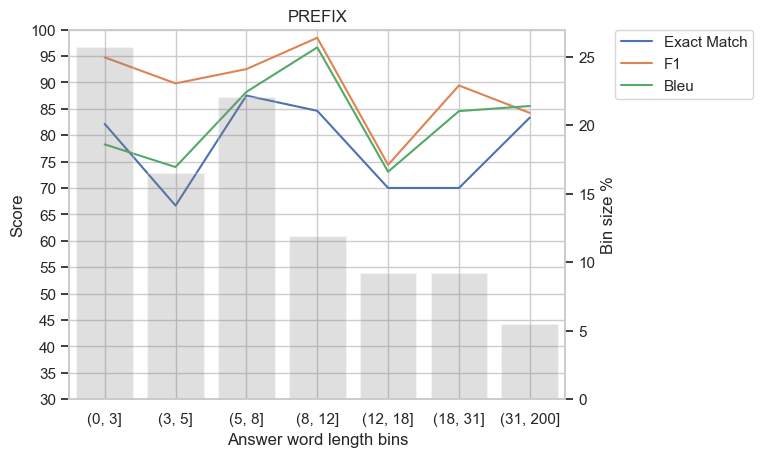 PREFIX
Score
100
95
90
85
80
75
70
65
60
55
50
45
40
35
30
25
20
15
10
5
0
Bin size %
(0, 3] (3, 5] (5, 8] (8, 12] (12, 18] (18, 31] (31, 200]
Answer word length bins
Exact Match
F1
Bleu